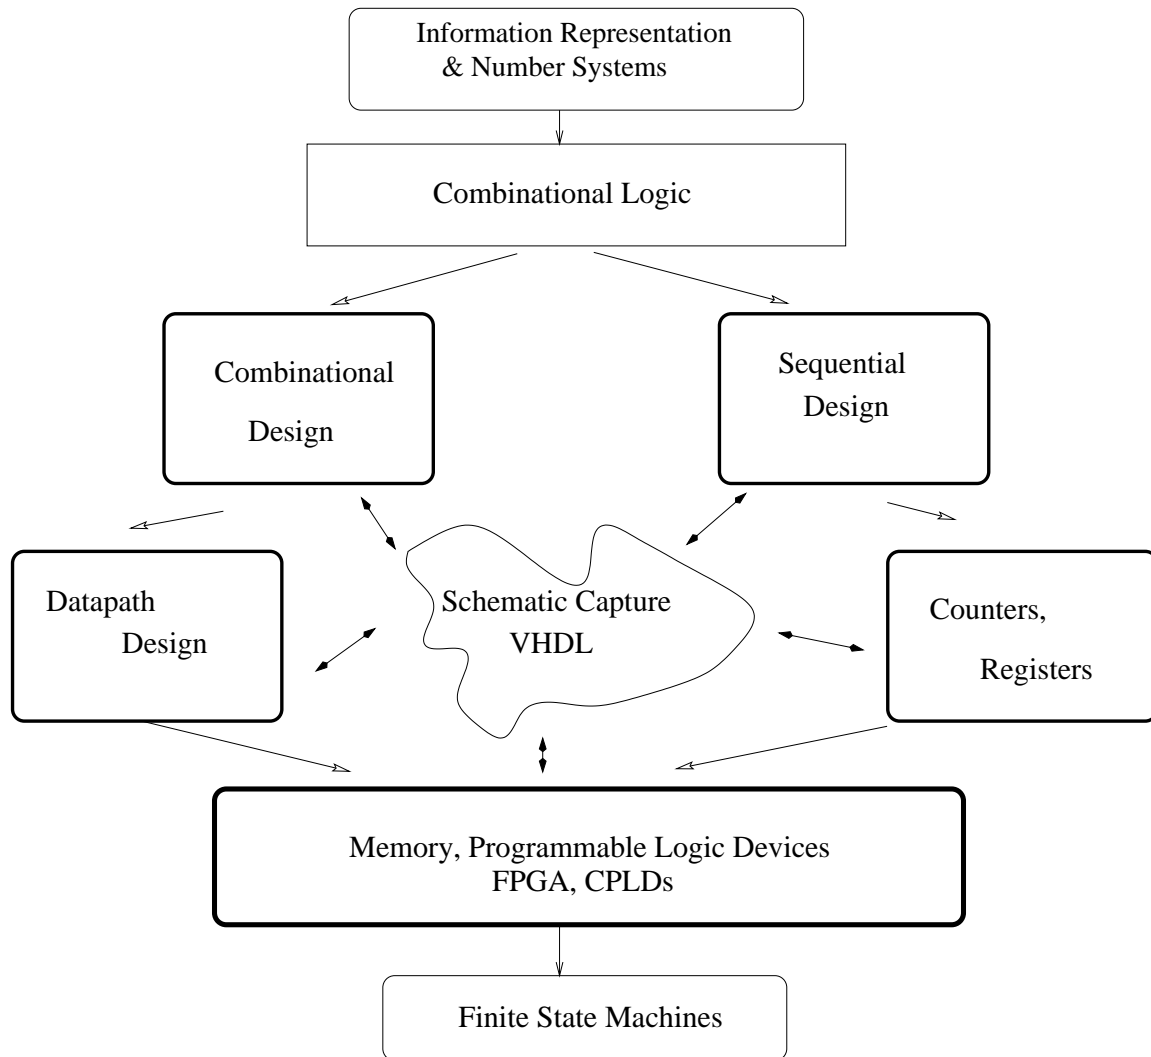 Information Representation
& Number Systems
Combinational Logic
Combinational
Design
Sequential
Design
Datapath
Design
Schematic Capture
VHDL
Counters,
Registers
Memory, Programmable Logic Devices
FPGA, CPLDs
Finite State Machines